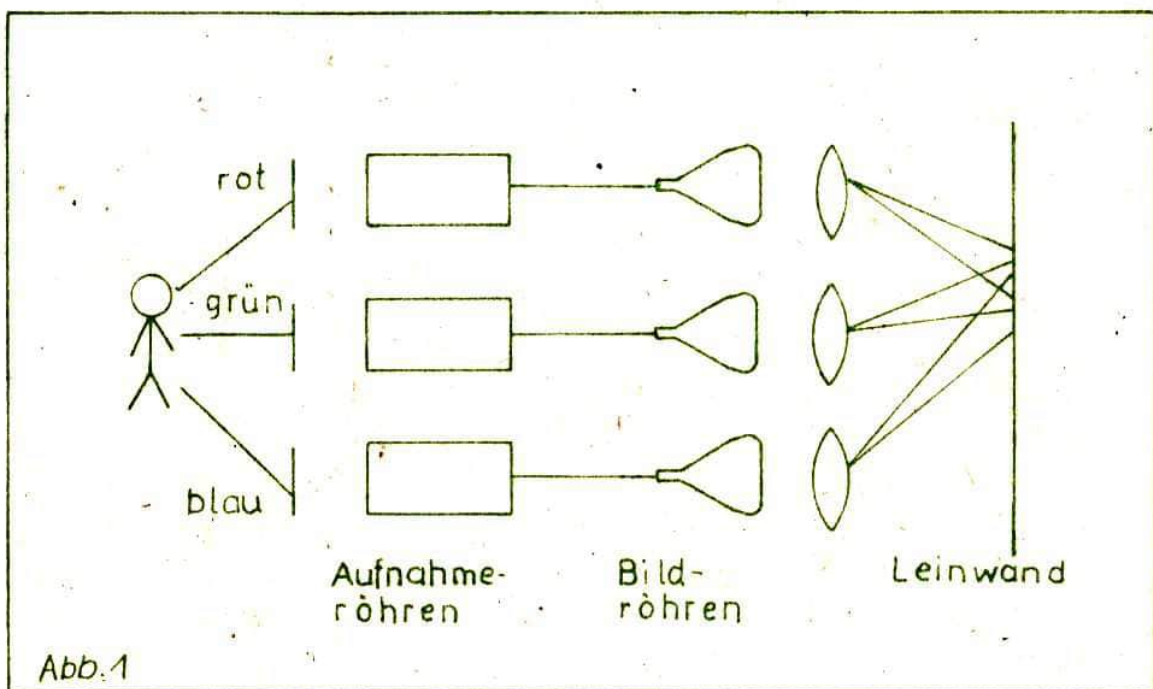 rot
grün
blau
Aufnahme-
röhren
Bild-
röhren
Leinwand
Abb.1